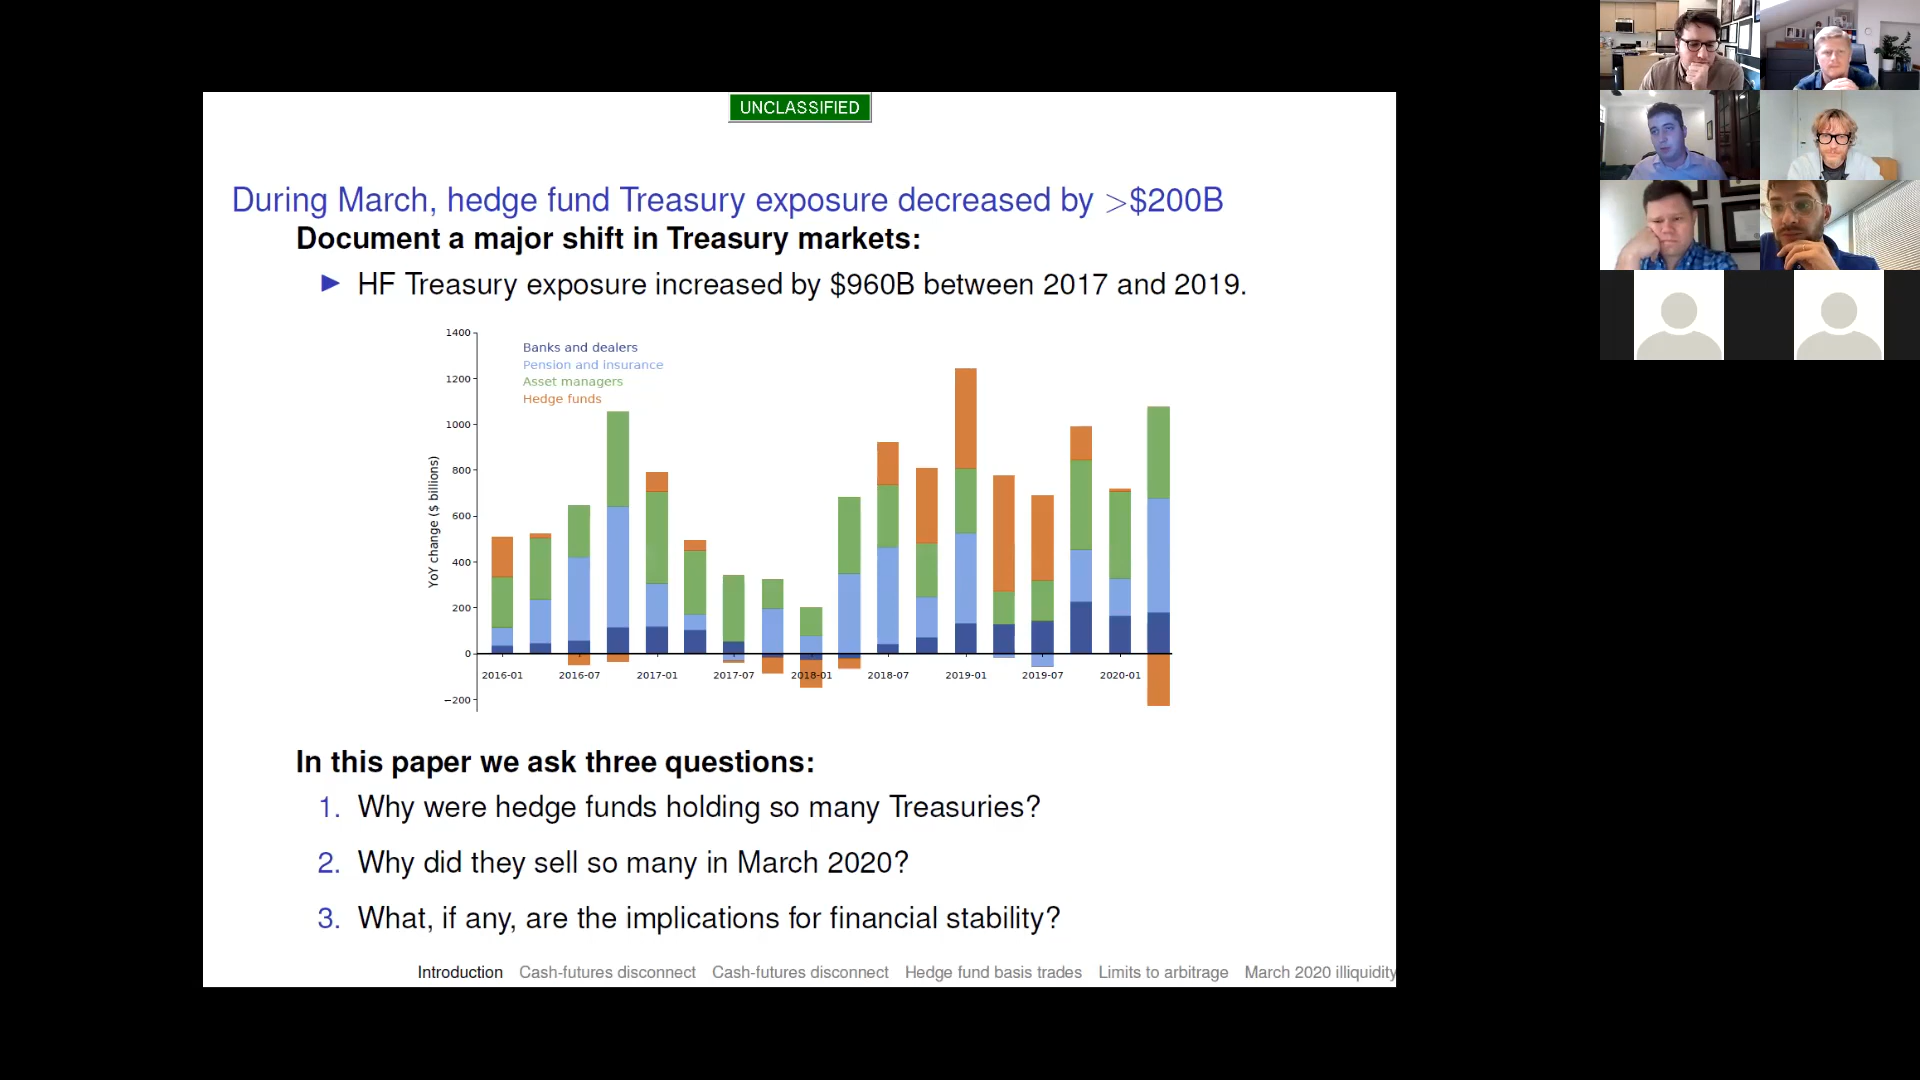 UNCLASSIFIED
During March, hedge fund Treasury exposure decreased by >$200B
Document a major shift in Treasury markets:
▶ HF Treasury exposure increased by $960B between 2017 and 2019.
1400
1200
1000
800
600
400
200
0
−200
YoY change ($ billions)
Banks and dealers
Pension and insurance
Asset managers
Hedge funds
2016-01 2016-07 2017-01 2017-07 2018-01 2018-07 2019-01 2019-07 2020-01
In this paper we ask three questions:
1. Why were hedge funds holding so many Treasuries?
2. Why did they sell so many in March 2020?
3. What, if any, are the implications for financial stability?
Introduction Cash-futures disconnect Cash-futures disconnect Hedge fund basis trades Limits to arbitrage March 2020 illiquidity